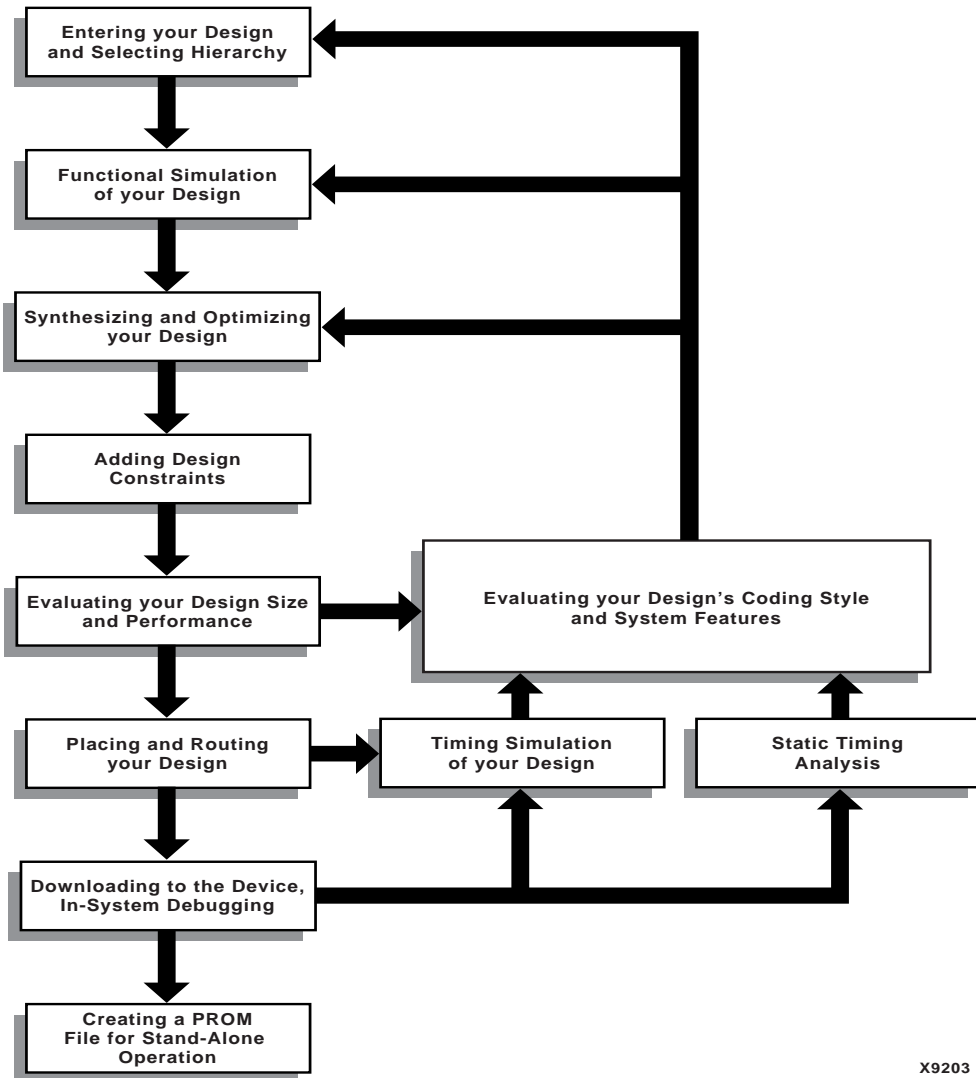 Entering your Design
and Selecting Hierarchy
Functional Simulation
of your Design
Synthesizing and Optimizing
your Design
Adding Design
Constraints
Evaluating your Design Size
and Performance
Evaluating your Design’s Coding Style
and System Features
Placing and Routing
your Design
Timing Simulation
of your Design
Static Timing
Analysis
Downloading to the Device,
In-System Debugging
Creating a PROM
File for Stand-Alone
Operation
X9203